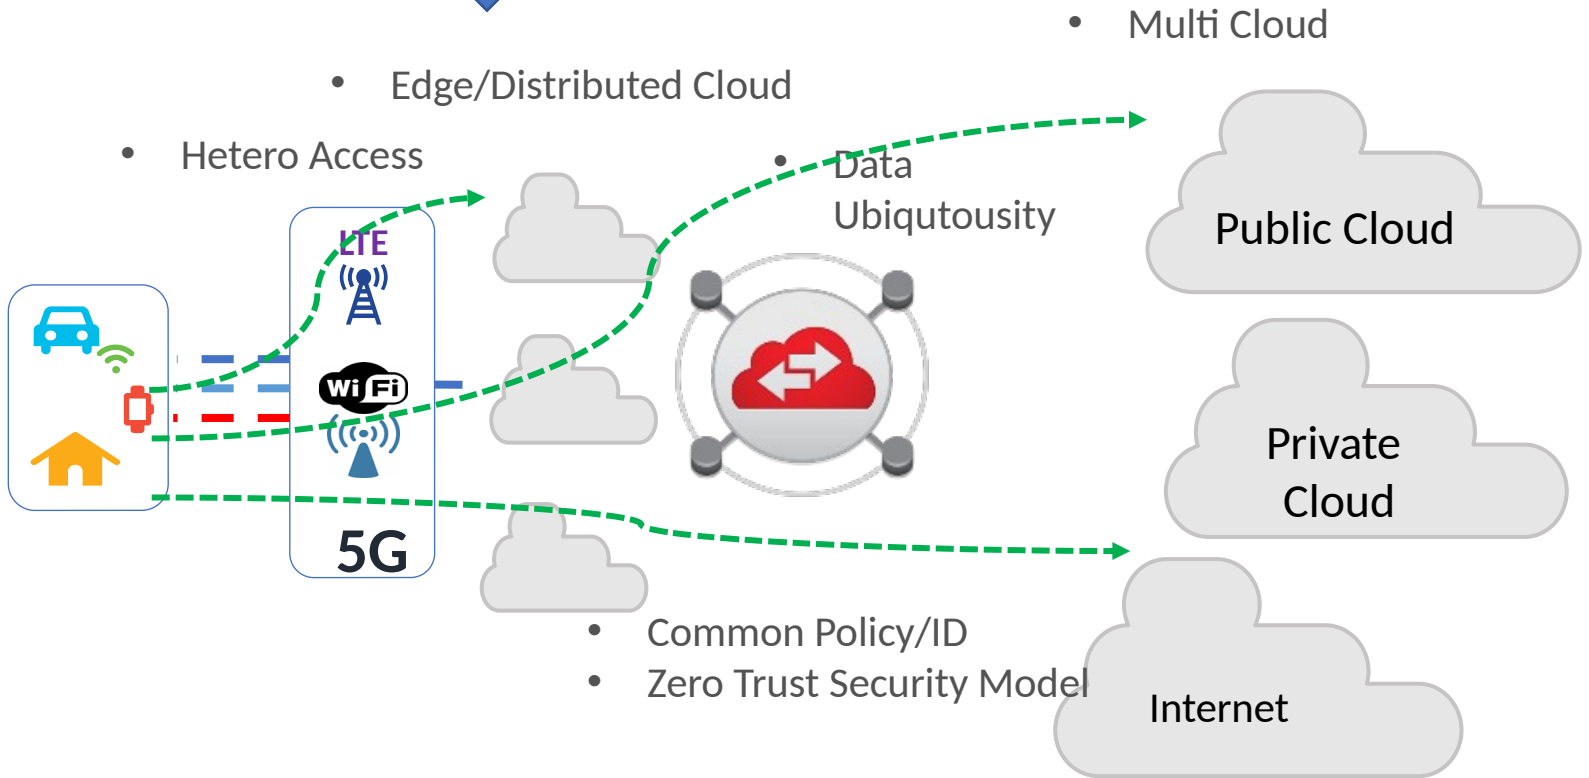 • Multi Cloud
• Edge/Distributed Cloud
• Hetero Access
• Data
Ubiqutousity
LTE
Public Cloud
Wi Fi
Private
Cloud
5G
• Common Policy/ID
• Zero Trust Security Model
Internet